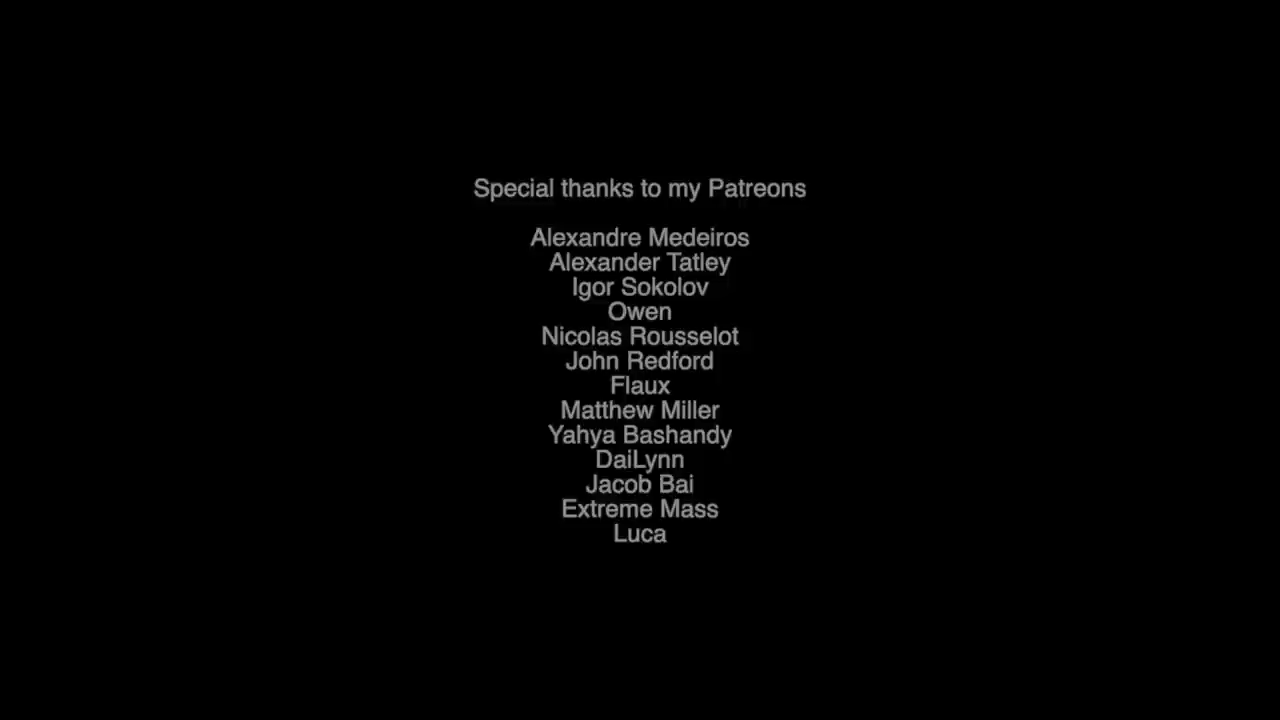 Special thanks to my Patreons
Alexandre Medeiros
Alexander Tatley
Igor Sokolov
Owen
Nicolas Rousselot
John Redford
Flaux
Matthew Miller
Yahya Bashandy
DaiLynn
Jacob Bai
Extreme Mass
Luca